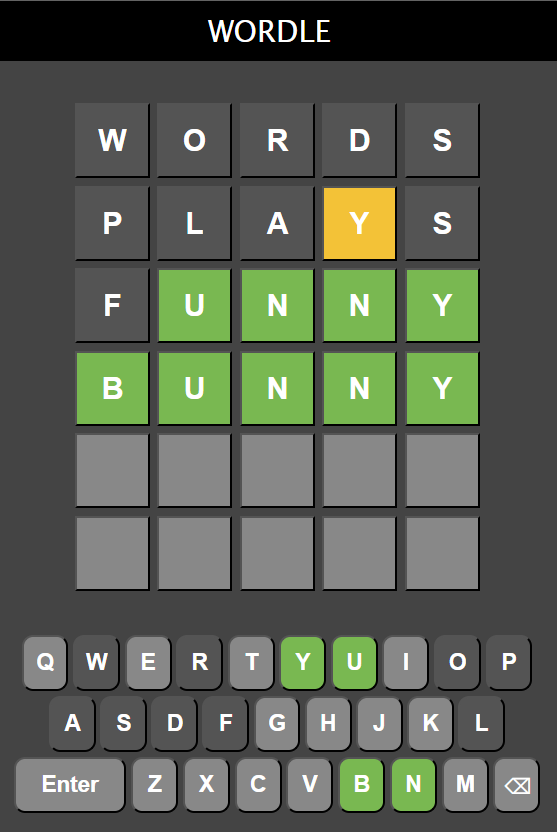 WORDLE
W O R D S
P L A Y S
F U N N Y
B U N N Y
Q W E R T Y U I O P
A S D F G H J K L
Enter Z X C V B N M ⌫